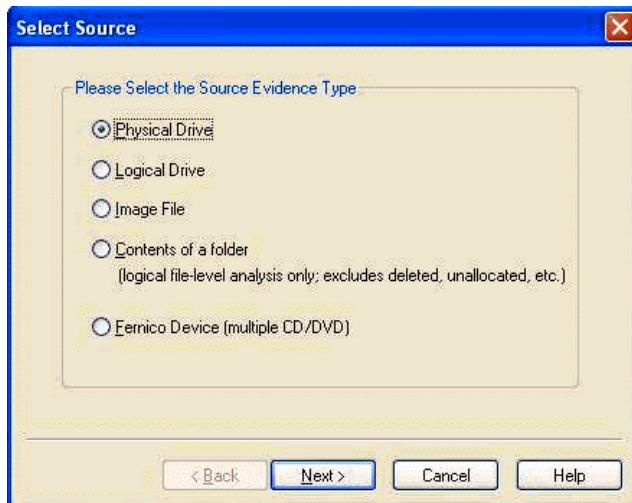 Select Source
Please Select the Source Evidence Type
Physical Drive
Logical Drive
Image File
Contents of a folder
(logical file-level analysis only; excludes deleted, unallocated, etc.)
Fernico Device (multiple CD/DVD)
< Back
Next >
Cancel
Help